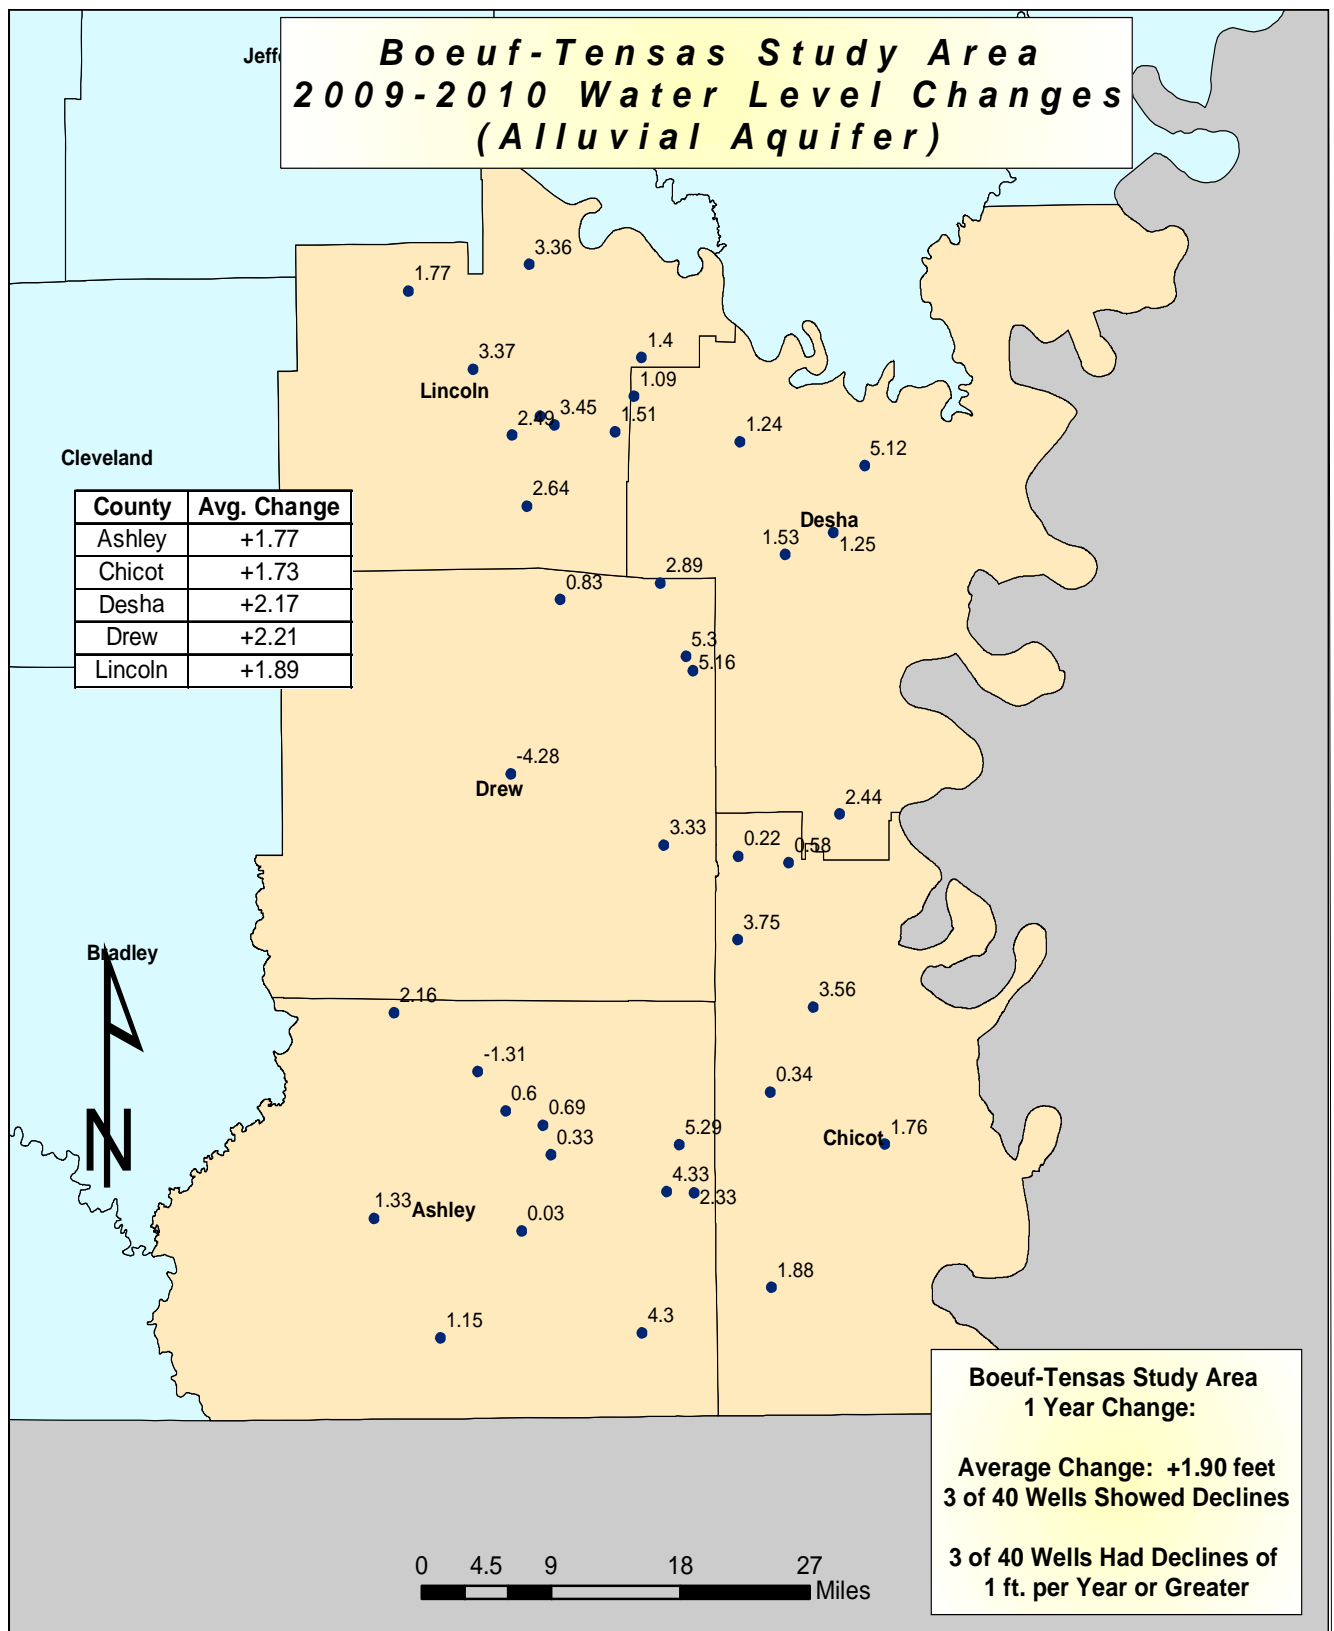 Jeff
Boeuf-Tensas Study Area
2009-2010 Water Level Changes
(Alluvial Aquifer)
3.36
1.77
1.4
3.37
Lincoln
1.09
3.45
2.49
1.51
1.24
5.12
Cleveland
2.64
Desha
1.53
1.25
County Avg. Change
Ashley +1.77
Chicot +1.73
Desha +2.17
Drew +2.21
Lincoln +1.89
2.89
0.83
5.3
5.16
-4.28
Drew
2.44
3.33
0.22
0.58
3.75
Bradley
3.56
2.16
-1.31
0.34
0.6
0.69
0.33
5.29
Chicot
1.76
4.33
2.33
1.33
Ashley
0.03
1.88
1.15
4.3
N
Boeuf-Tensas Study Area
1 Year Change:
Average Change: +1.90 feet
3 of 40 Wells Showed Declines
3 of 40 Wells Had Declines of
1 ft. per Year or Greater
0 4.5 9 18 27
Miles